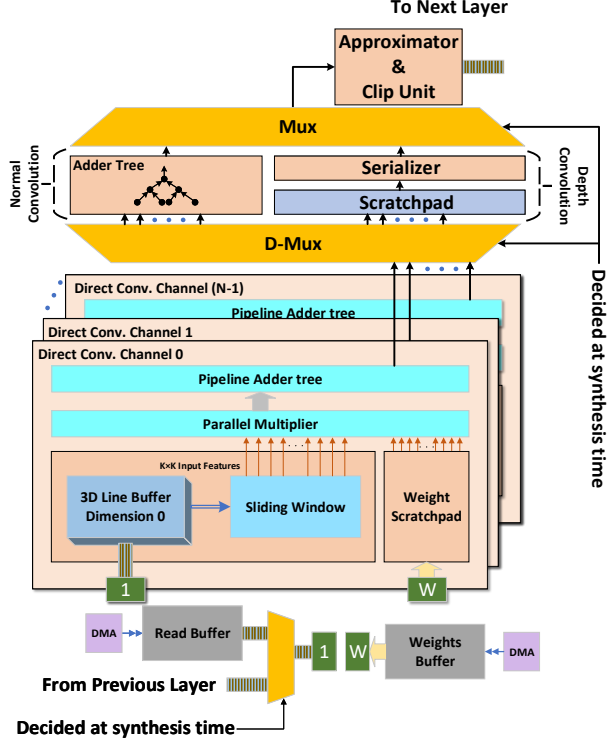 To Next Layer
Approximator
&
Clip Unit
Mux
Normal
Convolution
Adder Tree
Serializer
Scratchpad
Depth
Convolution
D-Mux
Decided at synthesis time
Direct Conv. Channel (N-1)
Pipeline Adder tree
Direct Conv. Channel 1
Direct Conv. Channel 0
Pipeline Adder tree
Parallel Multiplier
K×K Input Features
3D Line Buffer
Dimension 0
Sliding Window
Weight
Scratchpad
1
W
DMA
Read Buffer
1
W
Weights
Buffer
DMA
From Previous Layer
Decided at synthesis time